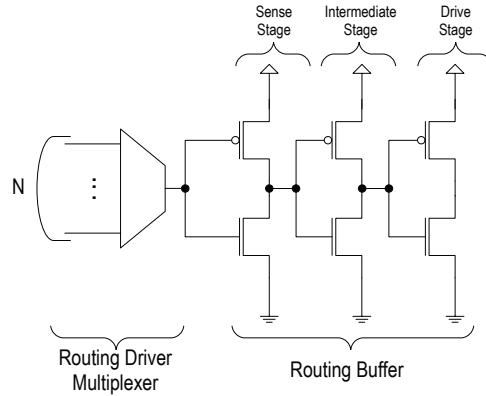 Sense
Stage
Intermediate
Stage
Drive
Stage
N
...
Routing Driver
Multiplexer
Routing Buffer